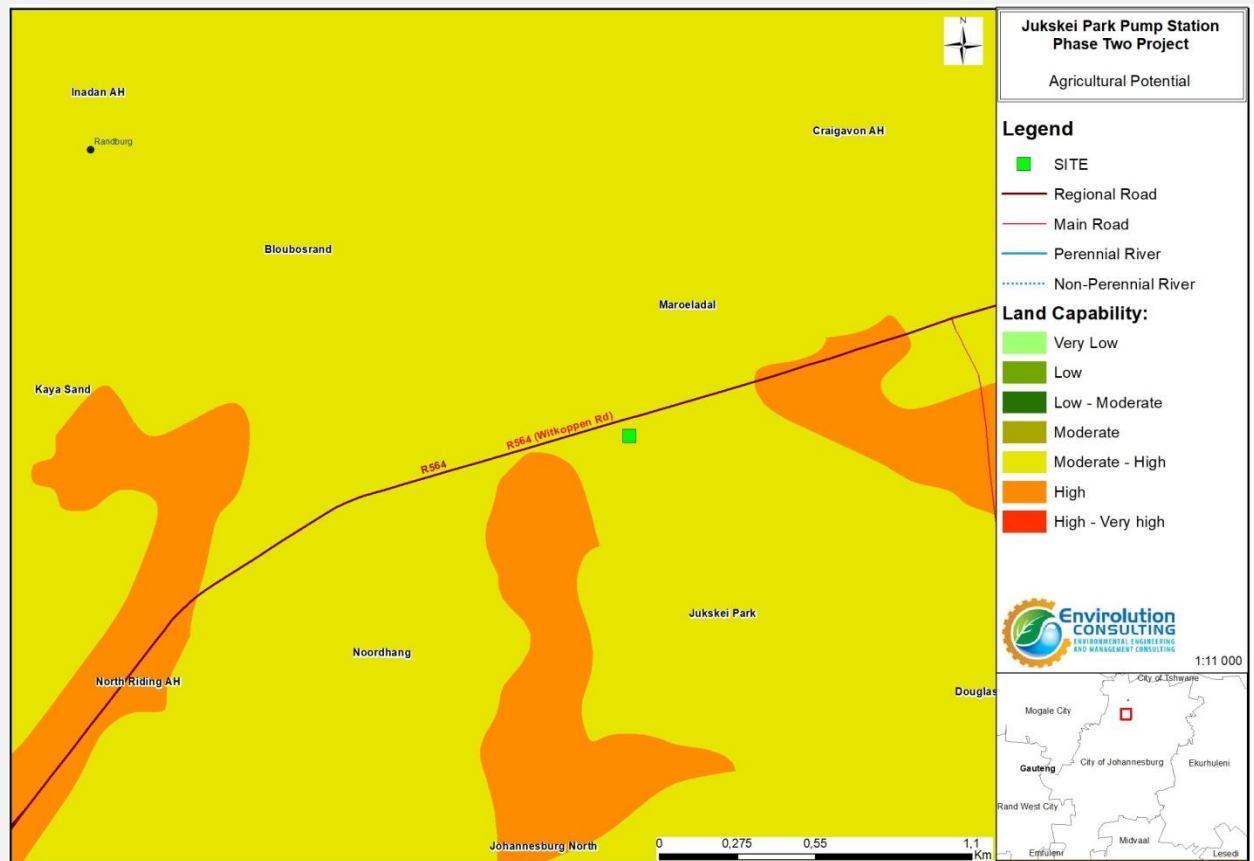 Jukskei Park Pump Station
Phase Two Project
Agricultural Potential
N
Inadan AH
Randburg
Craigavon AH
Bloubosrand
Maroeladal
Kaya Sand
R564 (Witkoppen Rd)
R564
Jukskei Park
Noordhang
North Riding AH
Douglas
Johannesburg North
0
0,275
0,55
1,1
Km
Legend
SITE
Regional Road
Main Road
Perennial River
Non-Perennial River
Land Capability:
Very Low
Low
Low - Moderate
Moderate
Moderate - High
High
High - Very high
Envirolution
CONSULTING
ENVIRONMENTAL ENGINEERING
AND MANAGEMENT CONSULTING
1:11 000
City of Tshwane
Mogale City
Gauteng
City of Johannesburg
Ekurhuleni
Rand West City
Midvaal
Emfuleni
Lesedi